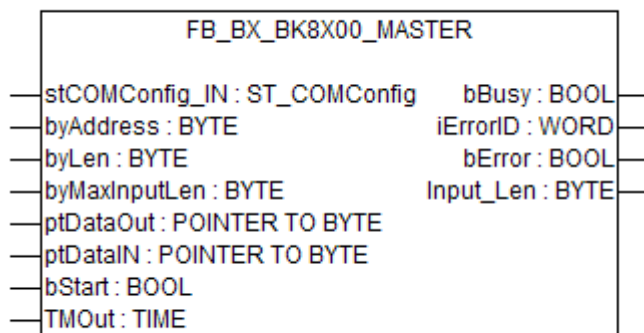 FB_BX_BK8X00_MASTER
stCOMConfig_IN : ST_COMConfig bBusy : BOOL
byAddress : BYTE iErrorID : WORD
byLen : BYTE bError : BOOL
byMaxInputLen : BYTE Input_Len : BYTE
ptDataOut : POINTER TO BYTE
ptDataIN : POINTER TO BYTE
bStart : BOOL
TMOut : TIME